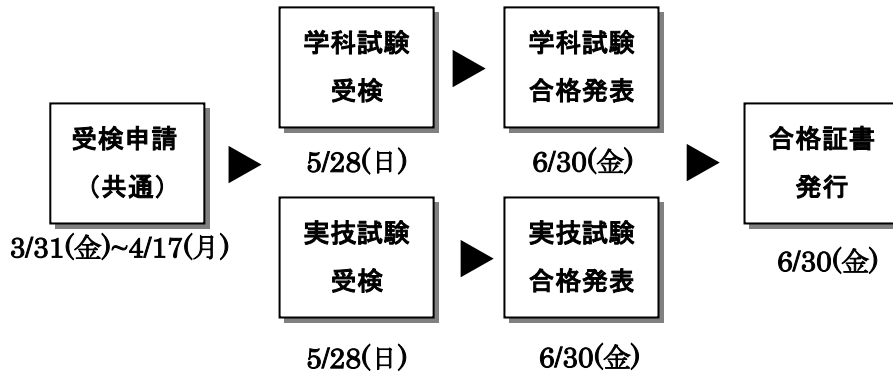 受検申請
（共通）
3/31(金)~4/17(月)
学科試験
受検
5/28(日)
学科試験
合格発表
6/30(金)
実技試験
受検
5/28(日)
実技試験
合格発表
6/30(金)
合格証書
発行
6/30(金)